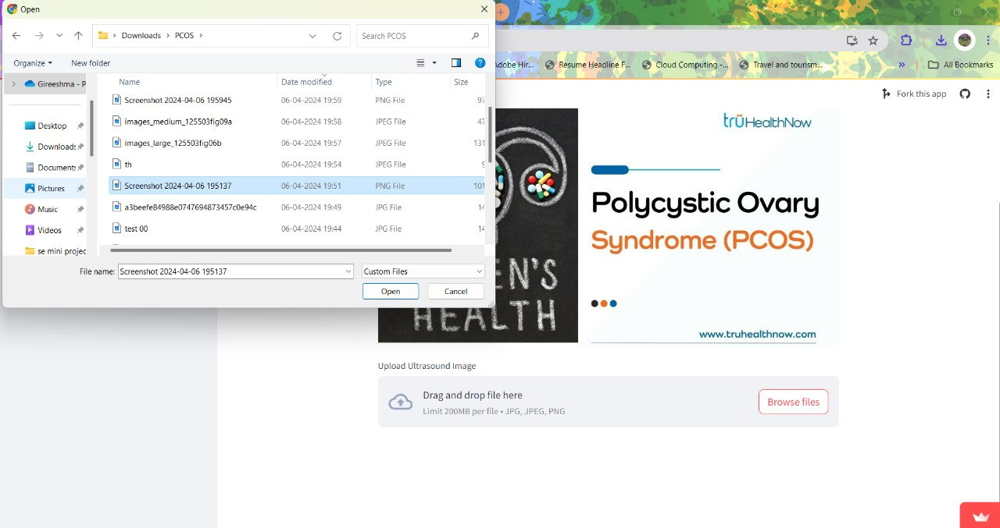 Open
Downloads > PCOS >
Search PCOS
Organize
New folder
Gireeshma - P
Desktop
Downloads
Documents
Pictures
Music
Videos
se mini projec
Name Date modified Type Size
Screenshot 2024-04-06 195945 06-04-2024 19:59 PNG File 97
images_medium_125503fig09a 06-04-2024 19:58 JPEG File 47
images_large_125503fig06b 06-04-2024 19:57 JPEG File 131
th 06-04-2024 19:54 JPEG File 9
Screenshot 2024-04-06 195137 06-04-2024 19:51 PNG File 101
a3beefe84988e0747694873457c0e94c 06-04-2024 19:49 JPG File 14
test 00 06-04-2024 19:44 JPG File 14
File name: Screenshot 2024-04-06 195137 Custom Files
Open Cancel
Adobe Hir... Resume Headline F... Cloud Computing -... Travel and tourism... » All Bookmarks
Fork this app
EN'S
HEALTH
trüHealthNow
Polycystic Ovary
Syndrome (PCOS)
www.truhealthnow.com
Upload Ultrasound Image
Drag and drop file here
Limit 200MB per file • JPG, JPEG, PNG
Browse files